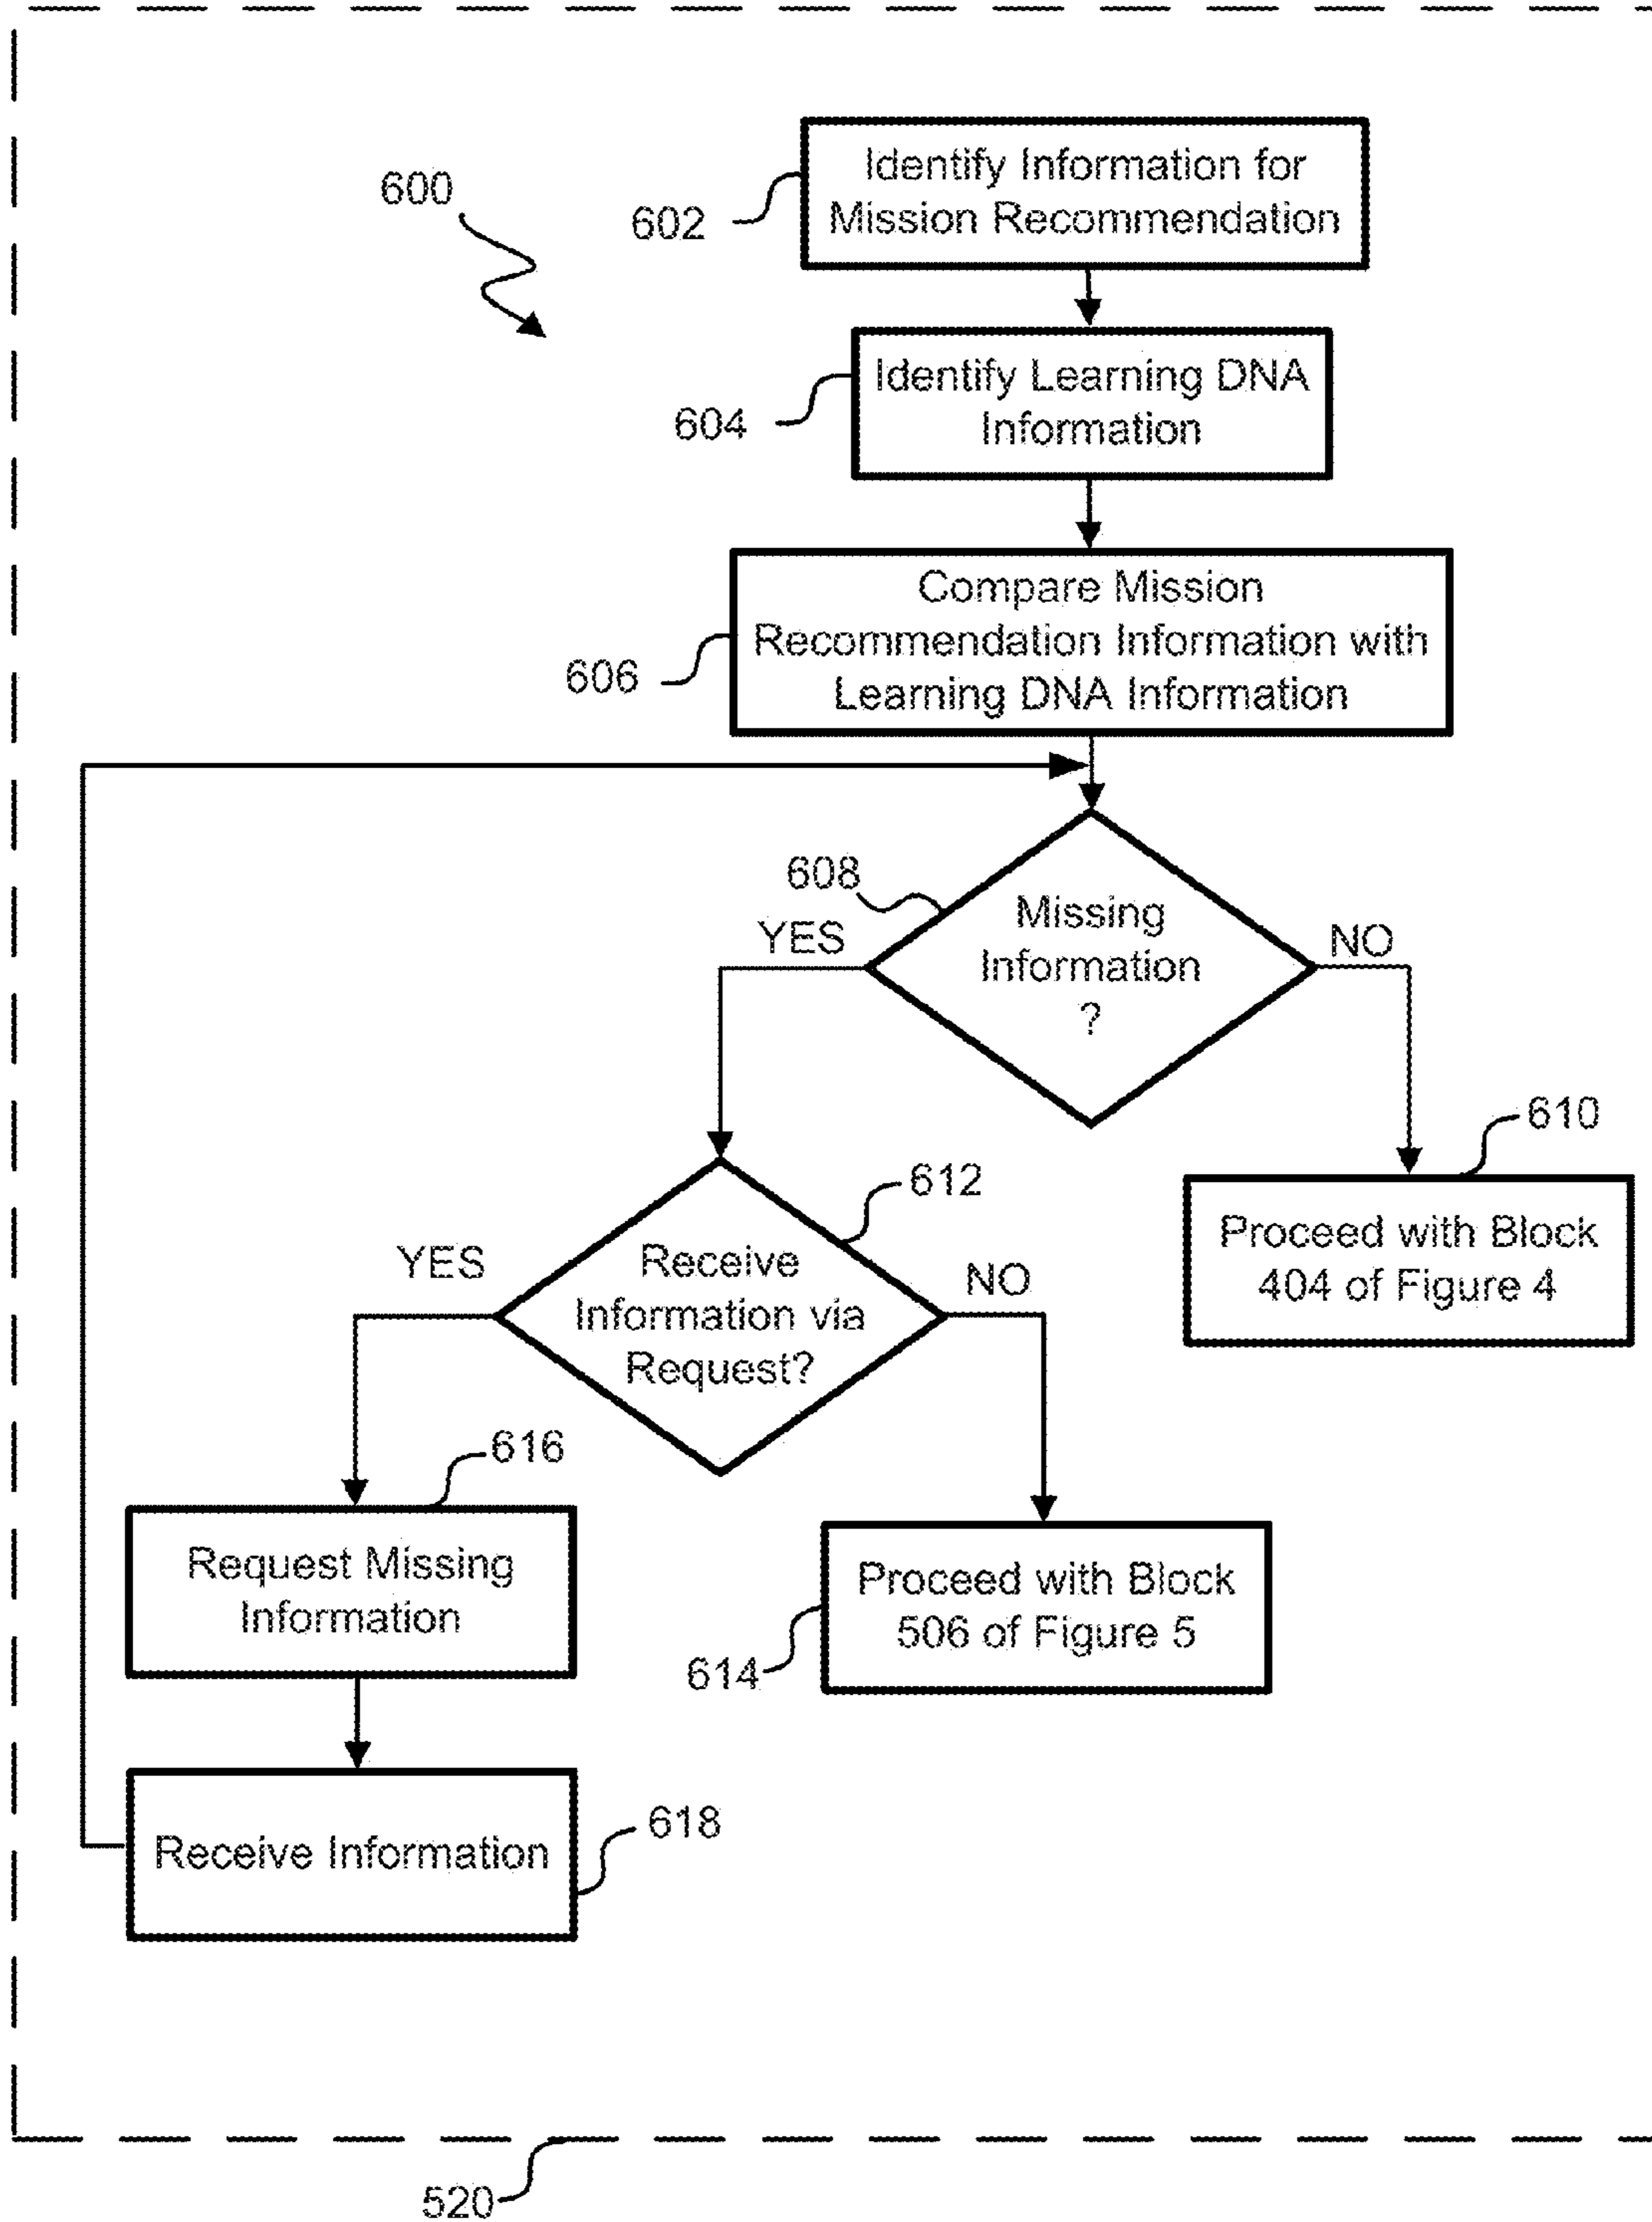 600
602
Identify Information for
Mission Recommendation
604
Identify Learning DNA
Information
606
Compare Mission
Recommendation Information with
Learning DNA Information
608
YES
Missing
Information
?
NO
610
Proceed with Block
404 of Figure 4
612
YES
Receive
Information via
Request?
NO
616
Request Missing
Information
614
Proceed with Block
506 of Figure 5
618
Receive Information
520